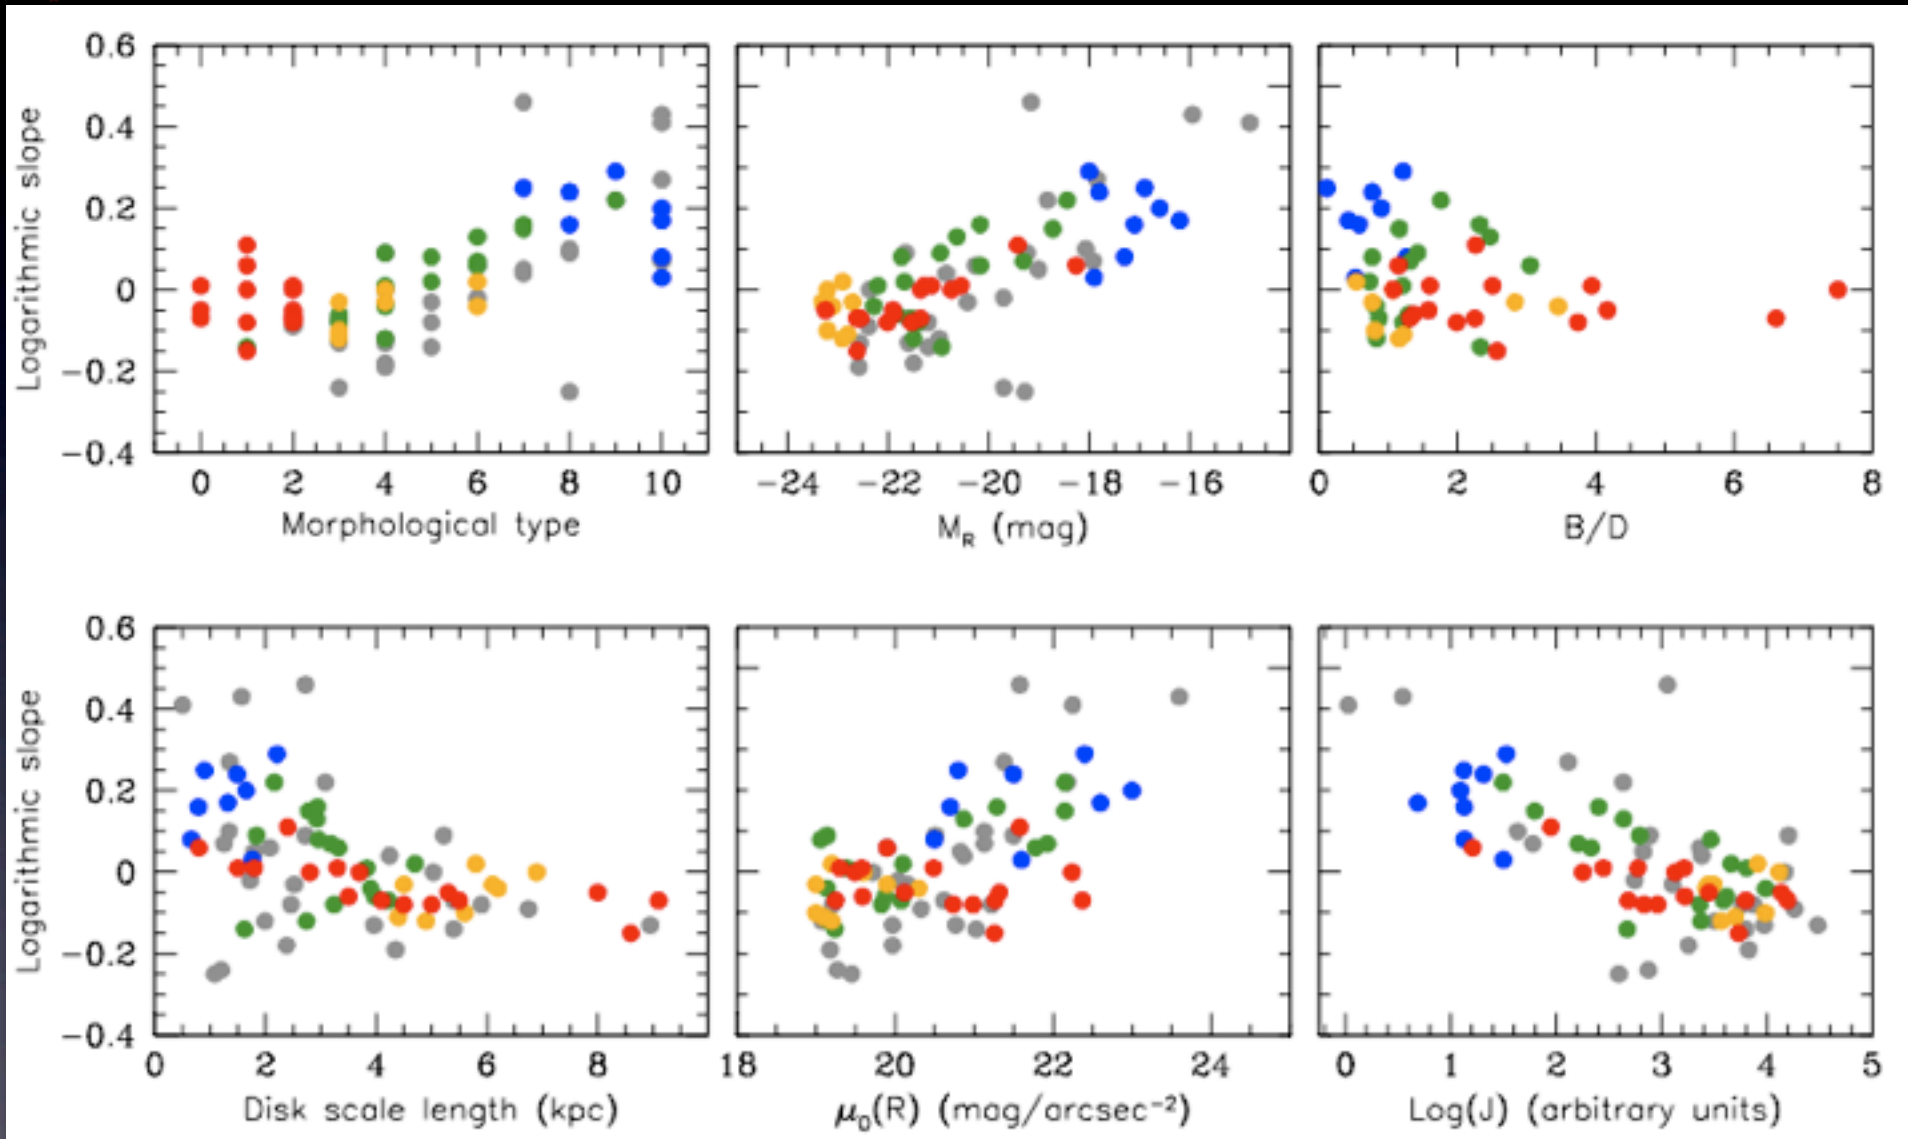 Logarithmic slope
0.6
0.4
0.2
0
−0.2
−0.4
0 2 4 6 8 10
Morphological type
−24 −22 −20 −18 −16
M_R (mag)
0 2 4 6 8
B/D
Logarithmic slope
0.6
0.4
0.2
0
−0.2
−0.4
0 2 4 6 8
Disk scale length (kpc)
18 20 22 24
μ₀(R) (mag/arcsec⁻²)
0 1 2 3 4 5
Log(J) (arbitrary units)